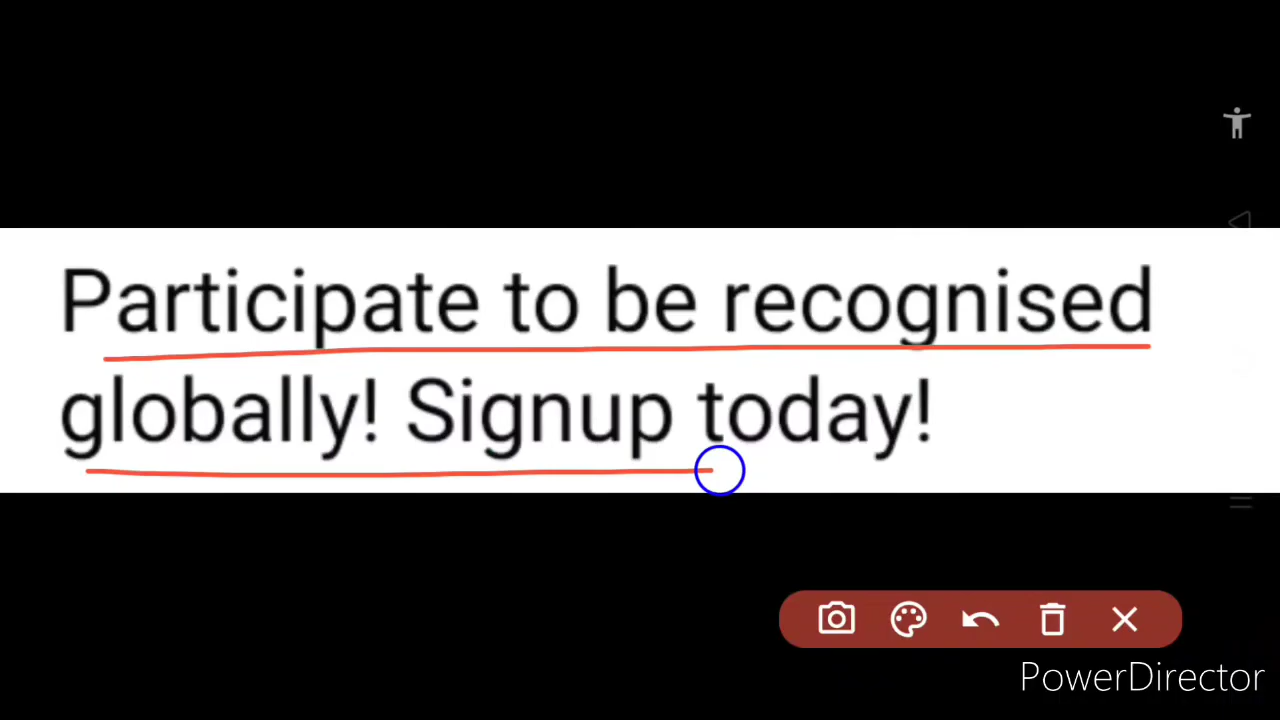 Participate to be recognised
globally! Signup today!
PowerDirector